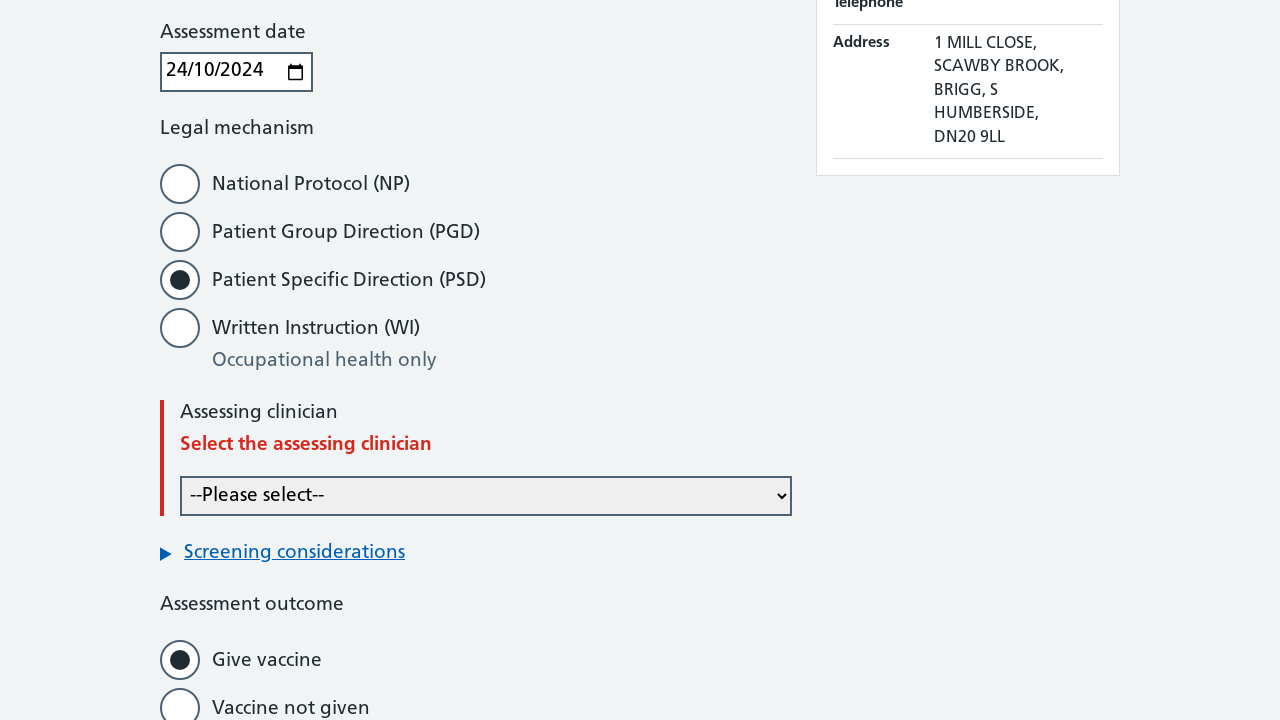 Assessment date
24/10/2024
Legal mechanism
National Protocol (NP)
Patient Group Direction (PGD)
Patient Specific Direction (PSD)
Written Instruction (WI)
Occupational health only
Assessing clinician
Select the assessing clinician
--Please select--
Screening considerations
Assessment outcome
Give vaccine
Vaccine not given
Telephone
Address
1 MILL CLOSE,
SCAWBY BROOK,
BRIGG, S
HUMBERSIDE,
DN20 9LL